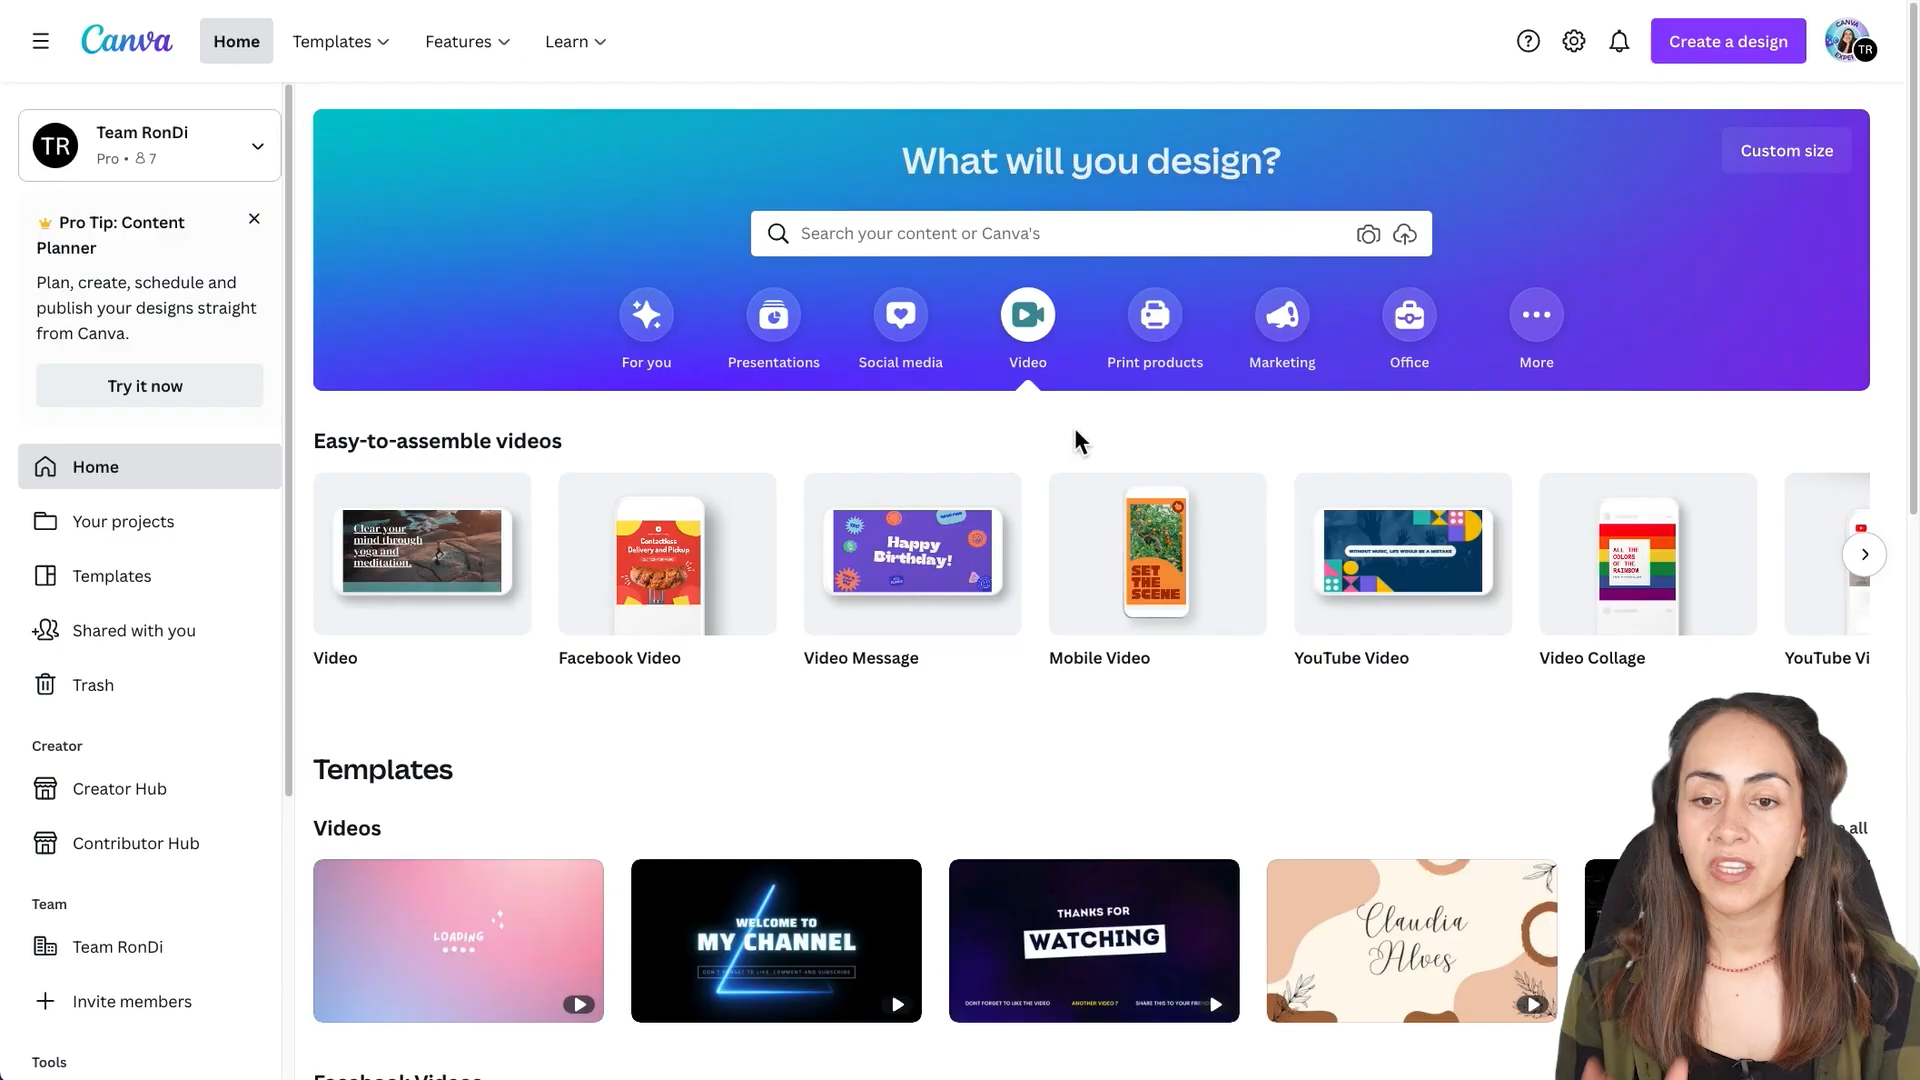 Canva
Home
Templates
Features
Learn
Create a design
TR
TR
Team RonDi
Pro • 7
Pro Tip: Content
Planner
Plan, create, schedule and
publish your designs straight
from Canva.
Try it now
Home
Your projects
Templates
Shared with you
Trash
Creator
Creator Hub
Contributor Hub
Team
Team RonDi
Invite members
Tools
What will you design?
Custom size
Search your content or Canva's
For you
Presentations
Social media
Video
Print products
Marketing
Office
More
Easy-to-assemble videos
Clear your
mind through
yoga and
meditation.
Contactless
Delivery and Pickup
Happy
Birthday!
SET
THE
SCENE
WITHOUT MUSIC, LIFE WOULD BE A MISTAKE
ALL THE
COLORS
OF THE
RAINBOW
Video
Facebook Video
Video Message
Mobile Video
YouTube Video
Video Collage
YouTube Vi
Templates
Videos
all
LOADING
WELCOME TO
MY CHANNEL
DON'T FORGET TO LIKE, COMMENT AND SUBSCRIBE
THANKS FOR
WATCHING
DON'T FORGET TO LIKE THE VIDEO
ANOTHER VIDEO ?
SHARE THIS TO YOUR
Claudia
Alves
Facebook Videos